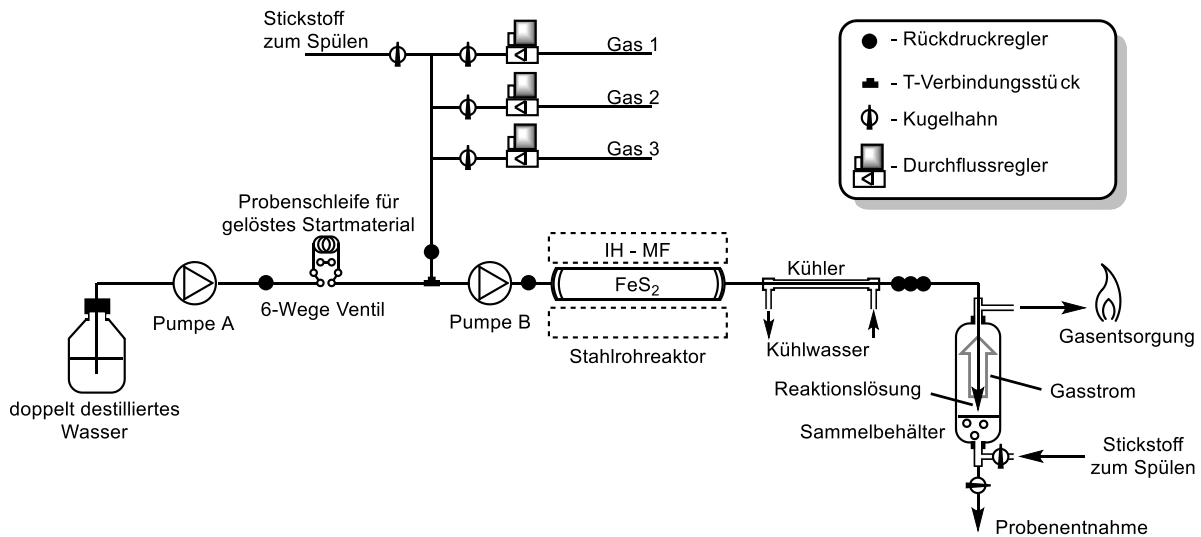 Stickstoff
zum Spülen
Gas 1
Gas 2
Gas 3
- Rückdruckregler
- T-Verbindungsstück
- Kugelhahn
- Durchflussregler
Probenschleife für
gelöstes Startmaterial
IH - MF
FeS2
Kühler
Pumpe A
6-Wege Ventil
Pumpe B
Stahlrohreaktor
Kühlwasser
Gasentsorgung
doppelt destilliertes
Wasser
Reaktionslösung
Gasstrom
Sammelbehälter
Stickstoff
zum Spülen
Probenentnahme